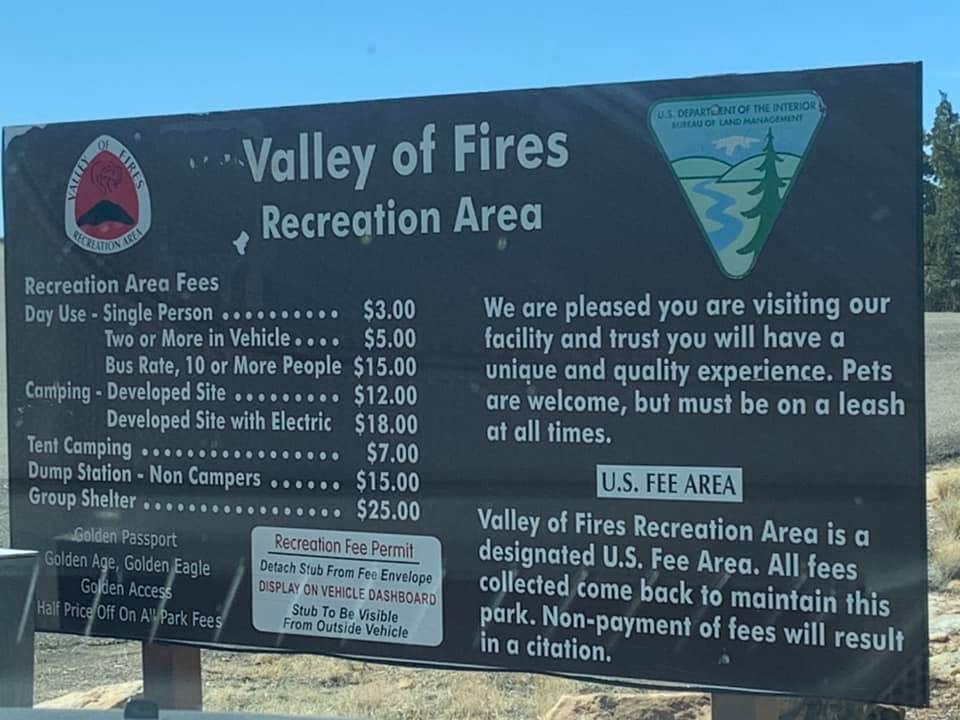 VALLEY OF FIRES
RECREATION AREA
Valley of Fires
Recreation Area
U.S. DEPARTMENT OF THE INTERIOR
BUREAU OF LAND MANAGEMENT
Recreation Area Fees
Day Use - Single Person .......... $3.00
Two or More in Vehicle .... $5.00
Bus Rate, 10 or More People $15.00
Camping - Developed Site ......... $12.00
Developed Site with Electric $18.00
Tent Camping ................. $7.00
Dump Station - Non Campers ...... $15.00
Group Shelter ................. $25.00
Golden Passport
Golden Age, Golden Eagle
Golden Access
Half Price Off On All Park Fees
Recreation Fee Permit
Detach Stub From Fee Envelope
DISPLAY ON VEHICLE DASHBOARD
Stub To Be Visible
From Outside Vehicle
We are pleased you are visiting our
facility and trust you will have a
unique and quality experience. Pets
are welcome, but must be on a leash
at all times.
U.S. FEE AREA
Valley of Fires Recreation Area is a
designated U.S. Fee Area. All fees
collected come back to maintain this
park. Non-payment of fees will result
in a citation.